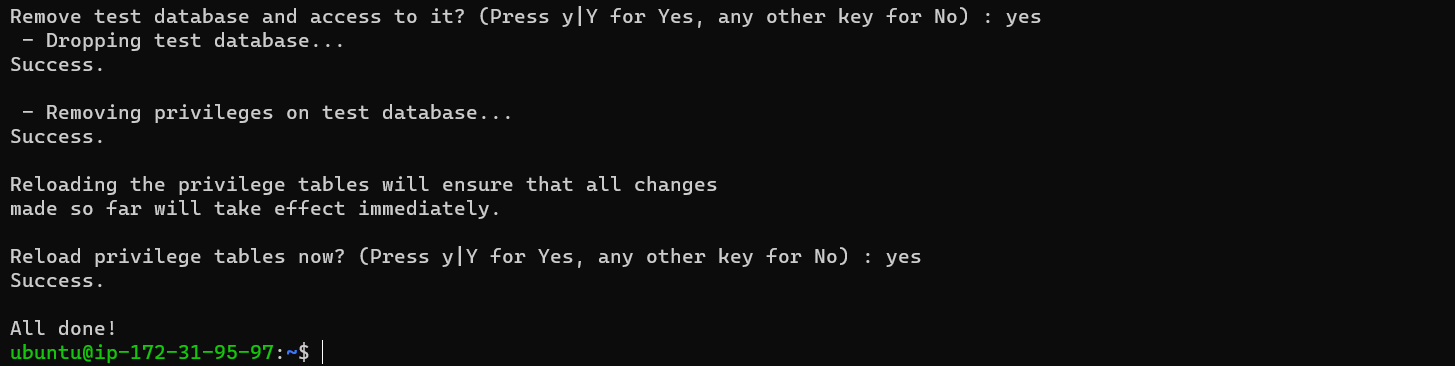 Remove test database and access to it? (Press y|Y for Yes, any other key for No) : yes
 - Dropping test database...
Success.
 - Removing privileges on test database...
Success.
Reloading the privilege tables will ensure that all changes
made so far will take effect immediately.
Reload privilege tables now? (Press y|Y for Yes, any other key for No) : yes
Success.
All done!
ubuntu@ip-172-31-95-97:~$